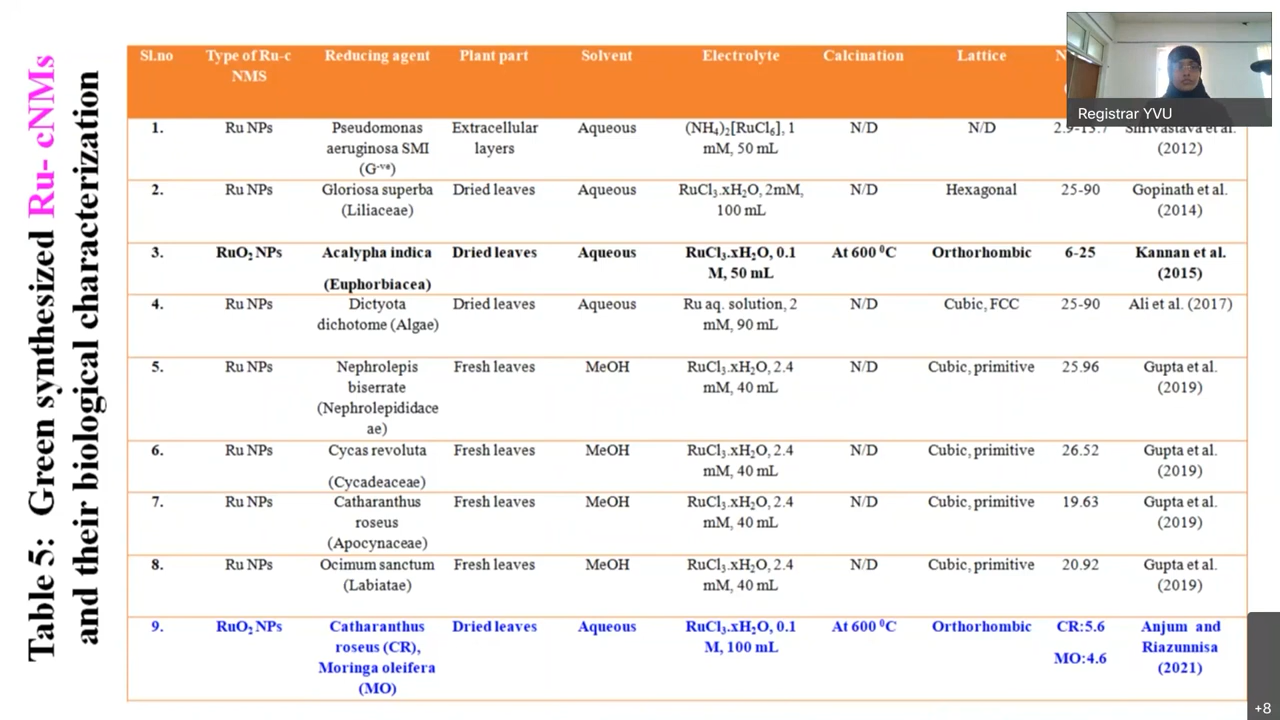 Table 5: Green synthesized Ru- cNMs
and their biological characterization
Sl.no Type of Ru-c NMS Reducing agent Plant part Solvent Electrolyte Calcination Lattice
1. Ru NPs Pseudomonas aeruginosa SMI (G-ve) Extracellular layers Aqueous (NH4)2[RuCl6], 1 mM, 50 mL N/D N/D 2.9-13.7 Shrivastava et al. (2012)
2. Ru NPs Gloriosa superba (Liliaceae) Dried leaves Aqueous RuCl3.xH2O, 2mM, 100 mL N/D Hexagonal 25-90 Gopinath et al. (2014)
3. RuO2 NPs Acalypha indica (Euphorbiacea) Dried leaves Aqueous RuCl3.xH2O, 0.1 M, 50 mL At 600 ⁰C Orthorhombic 6-25 Kannan et al. (2015)
4. Ru NPs Dictyota dichotome (Algae) Dried leaves Aqueous Ru aq. solution, 2 mM, 90 mL N/D Cubic, FCC 25-90 Ali et al. (2017)
5. Ru NPs Nephrolepis biserrate (Nephrolepididaceae) Fresh leaves MeOH RuCl3.xH2O, 2.4 mM, 40 mL N/D Cubic, primitive 25.96 Gupta et al. (2019)
6. Ru NPs Cycas revoluta (Cycadeaceae) Fresh leaves MeOH RuCl3.xH2O, 2.4 mM, 40 mL N/D Cubic, primitive 26.52 Gupta et al. (2019)
7. Ru NPs Catharanthus roseus (Apocynaceae) Fresh leaves MeOH RuCl3.xH2O, 2.4 mM, 40 mL N/D Cubic, primitive 19.63 Gupta et al. (2019)
8. Ru NPs Ocimum sanctum (Labiatae) Fresh leaves MeOH RuCl3.xH2O, 2.4 mM, 40 mL N/D Cubic, primitive 20.92 Gupta et al. (2019)
9. RuO2 NPs Catharanthus roseus (CR), Moringa oleifera (MO) Dried leaves Aqueous RuCl3.xH2O, 0.1 M, 100 mL At 600 ⁰C Orthorhombic CR:5.6 MO:4.6 Anjum and Riazunnisa (2021)
Registrar YVU
+8